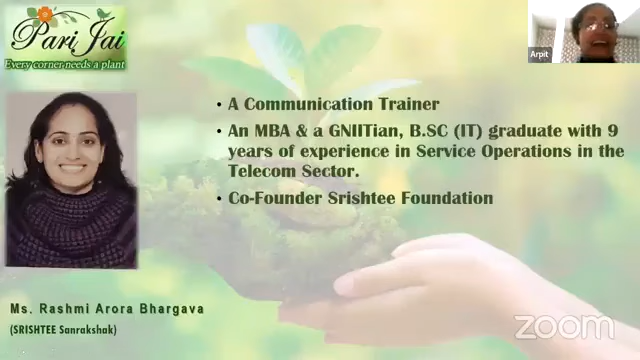 Pari Jai
Every corner needs a plant
Arpit
• A Communication Trainer
• An MBA & a GNIITian, B.SC (IT) graduate with 9
years of experience in Service Operations in the
Telecom Sector.
• Co-Founder Srishtee Foundation
Ms. Rashmi Arora Bhargava
(SRISHTEE Sanrakshak)
zoom